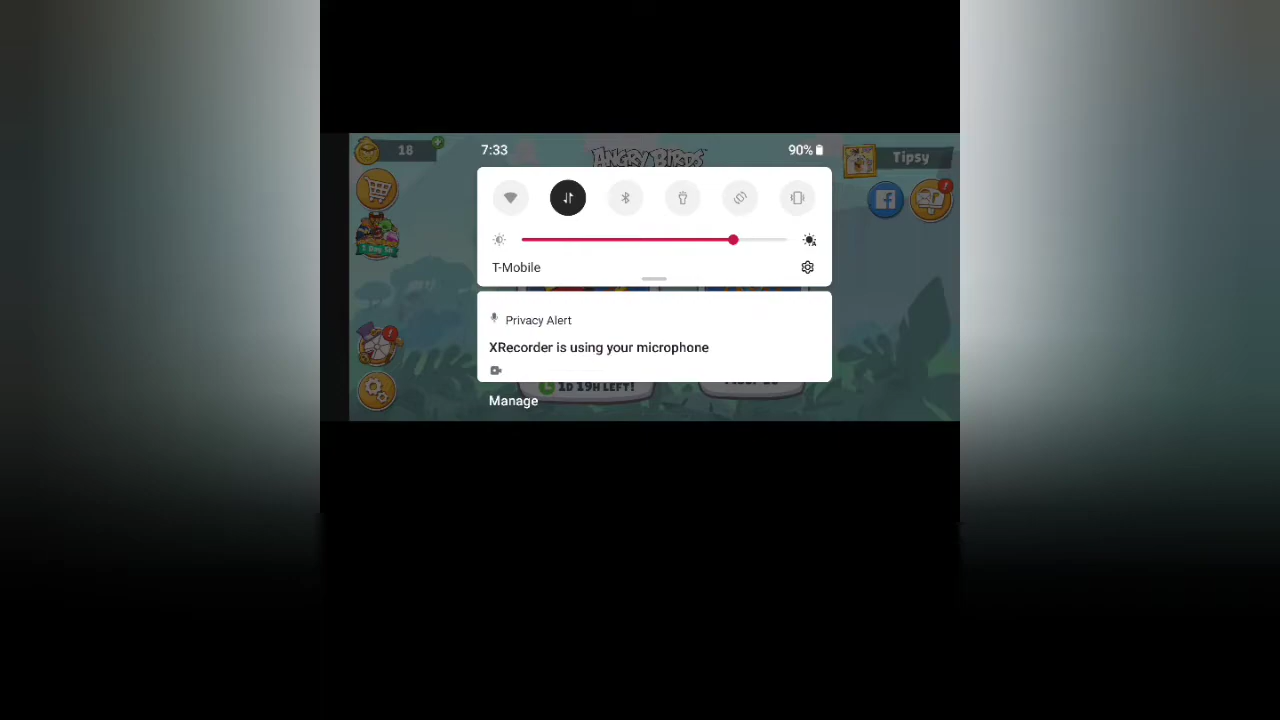 7:33
90%
18
ANGRY BIRDS
Tipsy
T-Mobile
Privacy Alert
XRecorder is using your microphone
1D 19H LEFT!
Manage